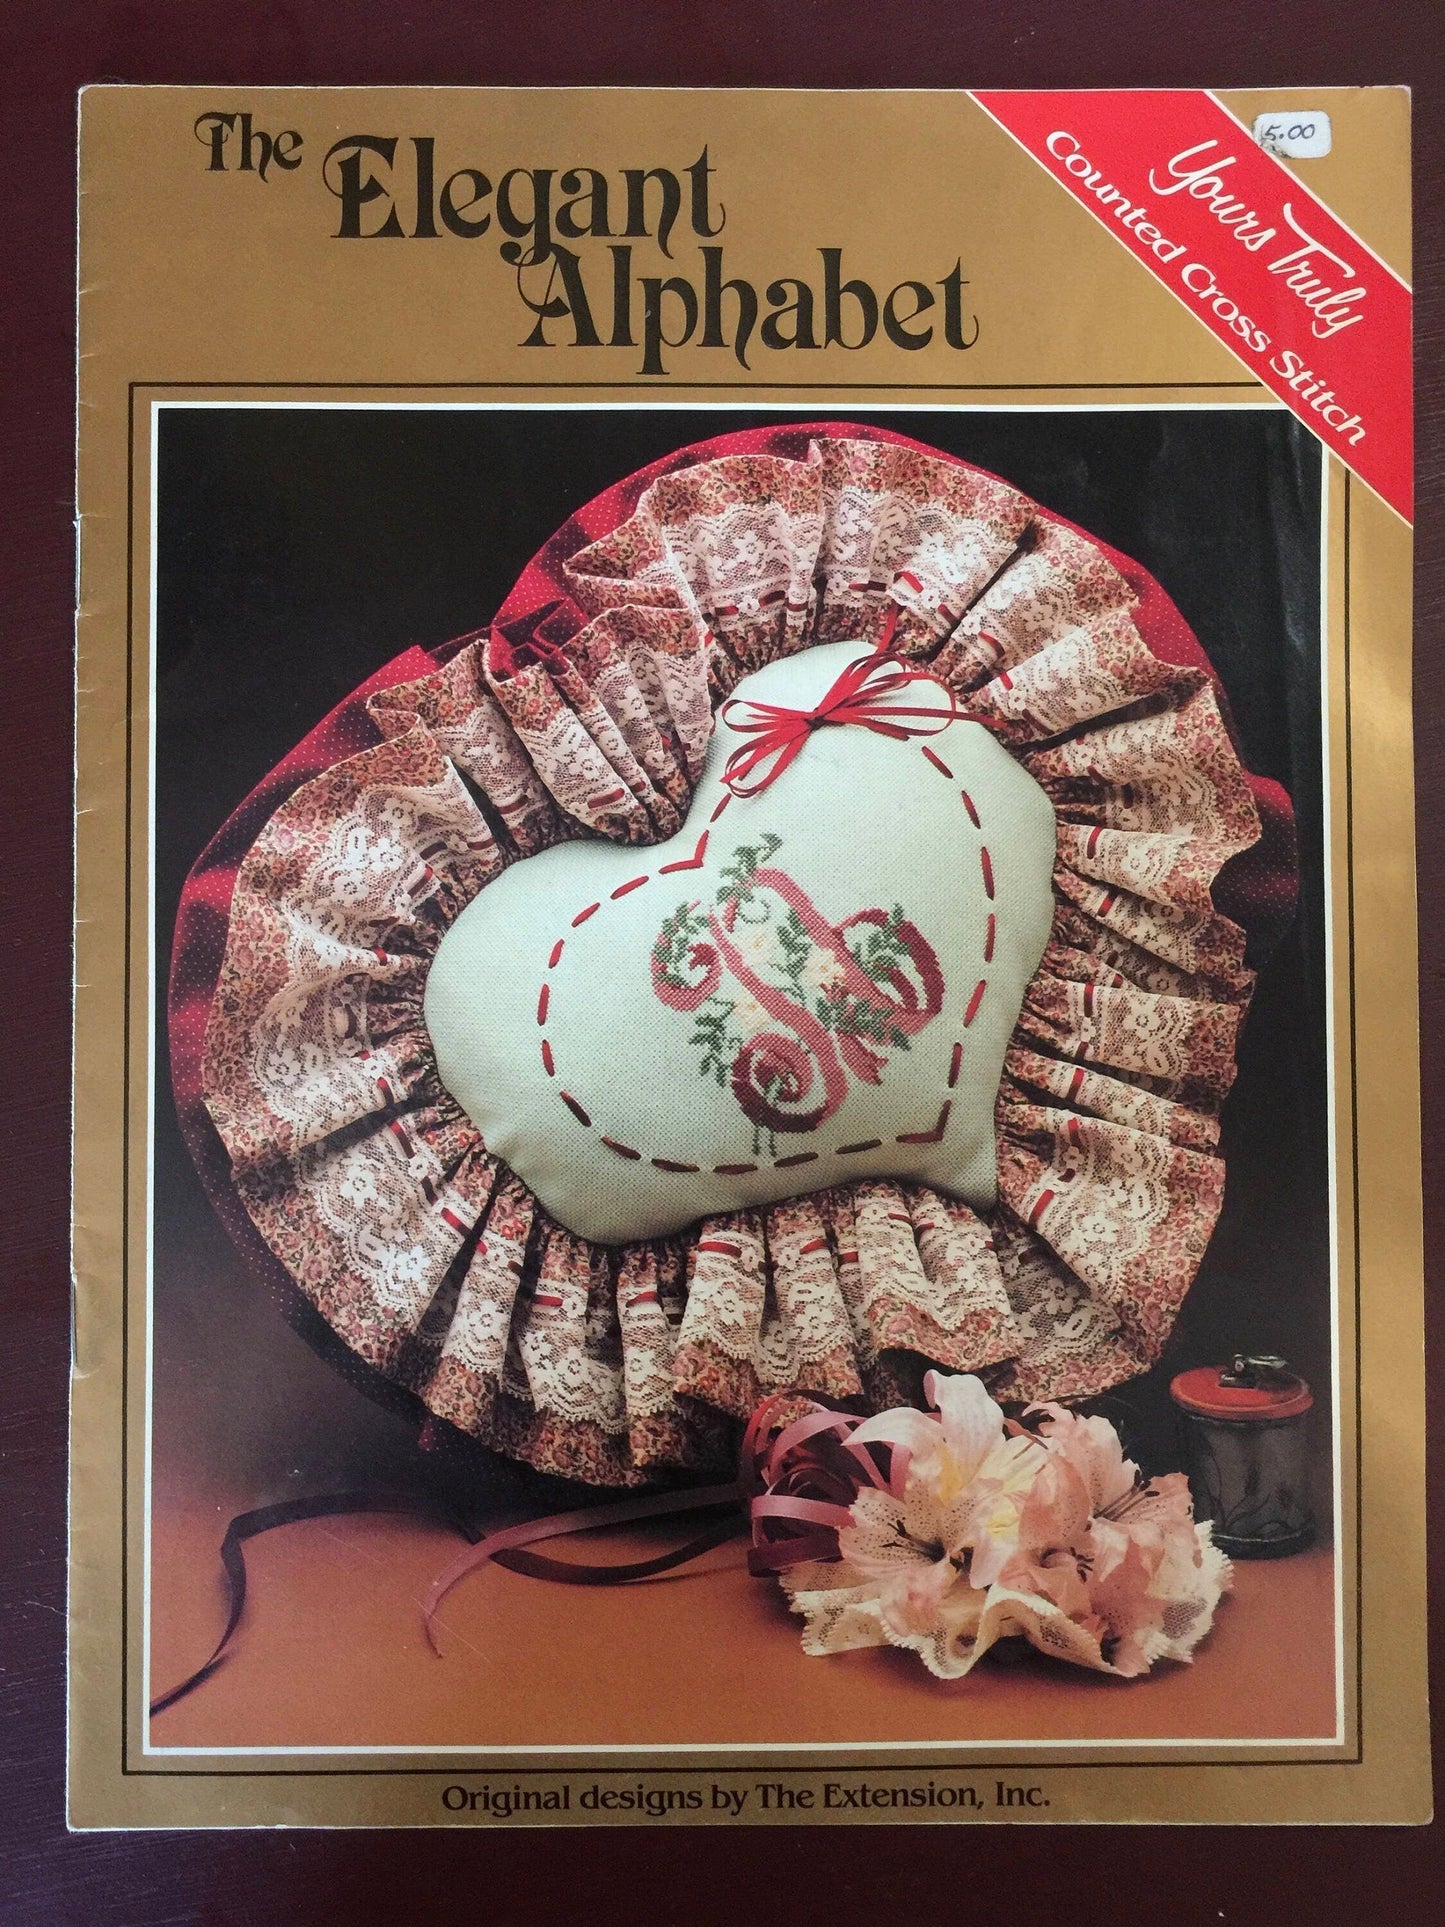 The
Elegant
Alphabet
5.00
Yours Truly
Counted Cross Stitch
Original designs by The Extension, Inc.